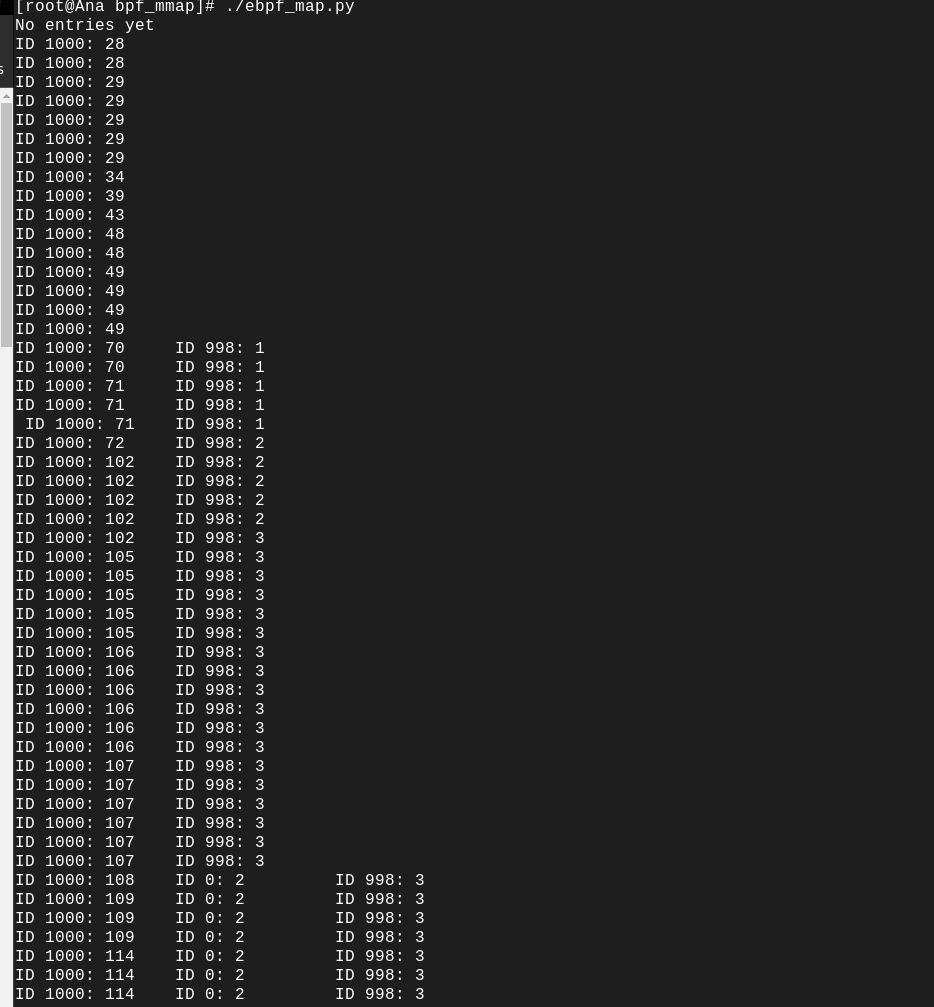 [root@Ana bpf_mmap]# ./ebpf_map.py
No entries yet
ID 1000: 28
ID 1000: 28
ID 1000: 29
ID 1000: 29
ID 1000: 29
ID 1000: 29
ID 1000: 29
ID 1000: 34
ID 1000: 39
ID 1000: 43
ID 1000: 48
ID 1000: 48
ID 1000: 49
ID 1000: 49
ID 1000: 49
ID 1000: 49
ID 1000: 70     ID 998: 1
ID 1000: 70     ID 998: 1
ID 1000: 71     ID 998: 1
ID 1000: 71     ID 998: 1
 ID 1000: 71    ID 998: 1
ID 1000: 72     ID 998: 2
ID 1000: 102    ID 998: 2
ID 1000: 102    ID 998: 2
ID 1000: 102    ID 998: 2
ID 1000: 102    ID 998: 2
ID 1000: 102    ID 998: 3
ID 1000: 105    ID 998: 3
ID 1000: 105    ID 998: 3
ID 1000: 105    ID 998: 3
ID 1000: 105    ID 998: 3
ID 1000: 105    ID 998: 3
ID 1000: 106    ID 998: 3
ID 1000: 106    ID 998: 3
ID 1000: 106    ID 998: 3
ID 1000: 106    ID 998: 3
ID 1000: 106    ID 998: 3
ID 1000: 106    ID 998: 3
ID 1000: 107    ID 998: 3
ID 1000: 107    ID 998: 3
ID 1000: 107    ID 998: 3
ID 1000: 107    ID 998: 3
ID 1000: 107    ID 998: 3
ID 1000: 107    ID 998: 3
ID 1000: 108    ID 0: 2         ID 998: 3
ID 1000: 109    ID 0: 2         ID 998: 3
ID 1000: 109    ID 0: 2         ID 998: 3
ID 1000: 109    ID 0: 2         ID 998: 3
ID 1000: 114    ID 0: 2         ID 998: 3
ID 1000: 114    ID 0: 2         ID 998: 3
ID 1000: 114    ID 0: 2         ID 998: 3